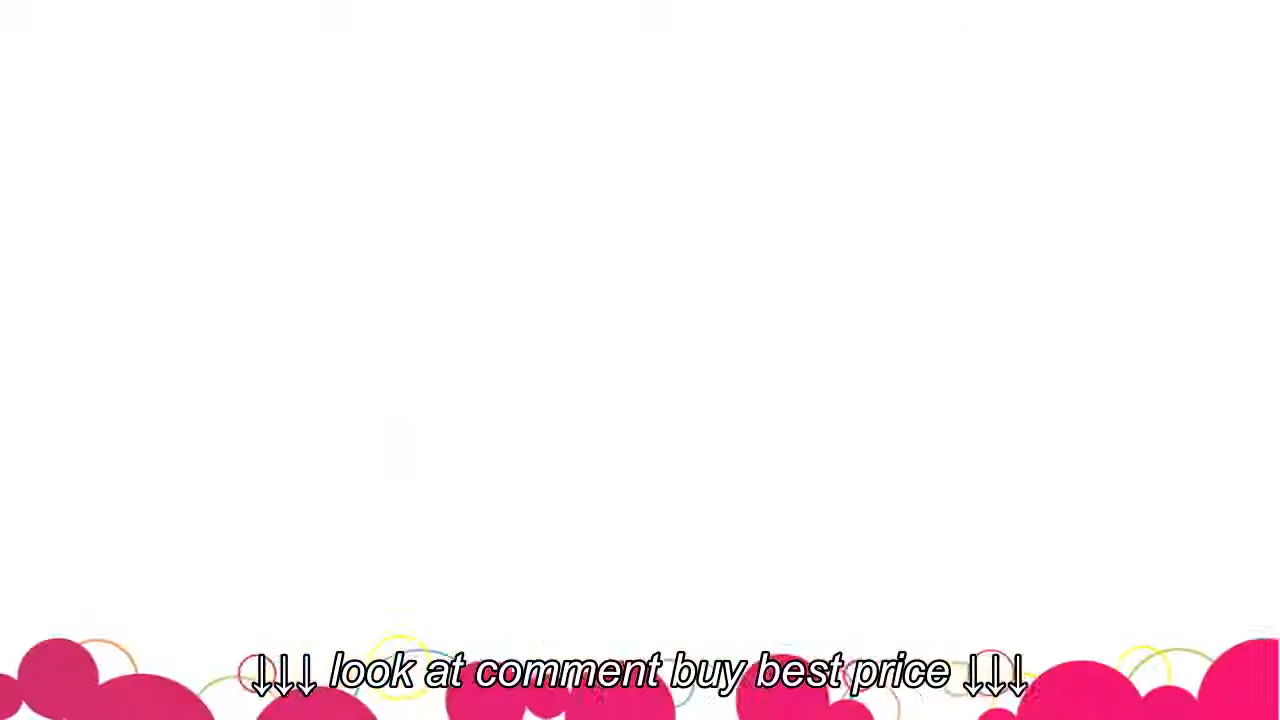 ↓↓↓ look at comment buy best price ↓↓↓